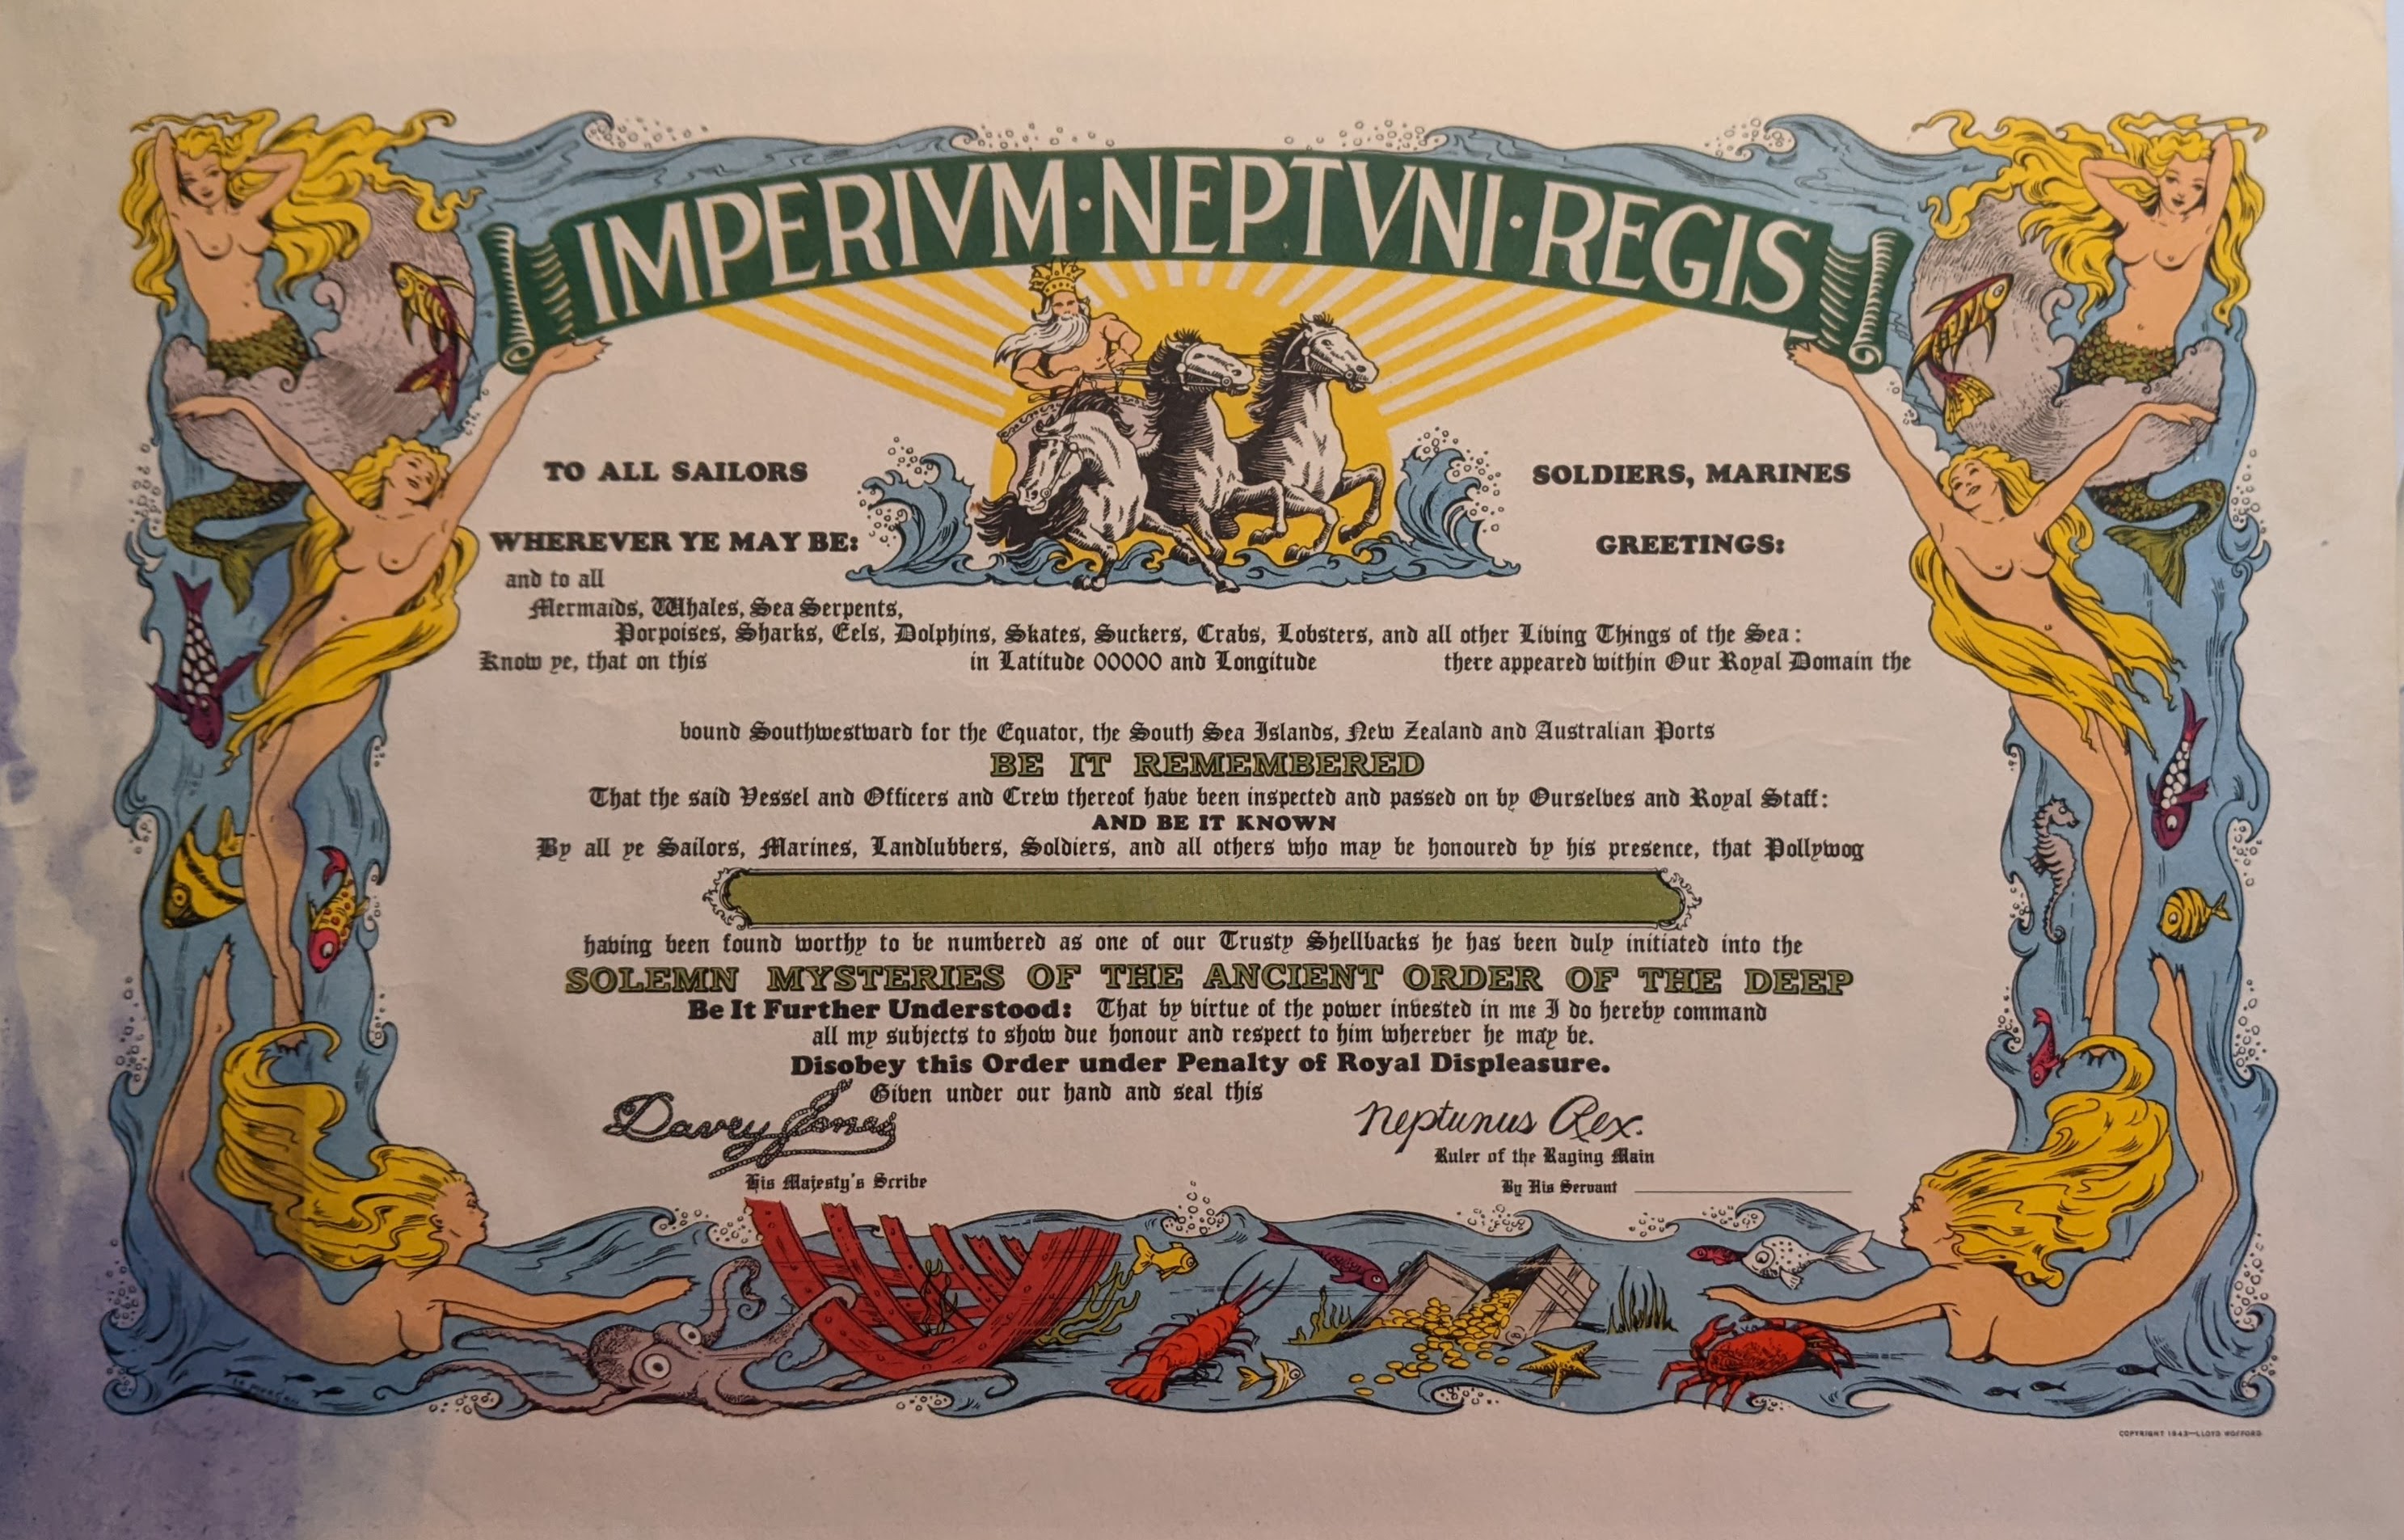 IMPERIVM·NEPTVNI·REGIS
TO ALL SAILORS
SOLDIERS, MARINES
WHEREVER YE MAY BE:
GREETINGS:
and to all
Mermaids, Whales, Sea Serpents,
Porpoises, Sharks, Eels, Dolphins, Skates, Suckers, Crabs, Lobsters, and all other Living Things of the Sea:
Know ye, that on this in Latitude 00000 and Longitude there appeared within Our Royal Domain the
bound Southwestward for the Equator, the South Sea Islands, New Zealand and Australian Ports
BE IT REMEMBERED
That the said Vessel and Officers and Crew thereof have been inspected and passed on by Ourselves and Royal Staff:
AND BE IT KNOWN
By all ye Sailors, Marines, Landlubbers, Soldiers, and all others who may be honoured by his presence, that Pollywog
having been found worthy to be numbered as one of our Trusty Shellbacks he has been duly initiated into the
SOLEMN MYSTERIES OF THE ANCIENT ORDER OF THE DEEP
Be It Further Understood: That by virtue of the power invested in me I do hereby command
all my subjects to show due honour and respect to him wherever he may be.
Disobey this Order under Penalty of Royal Displeasure.
Given under our hand and seal this
Davey Jones
Neptunus Rex.
His Majesty's Scribe
Ruler of the Raging Main
By His Servant
COPYRIGHT 1943—LLOYD WOFFORD